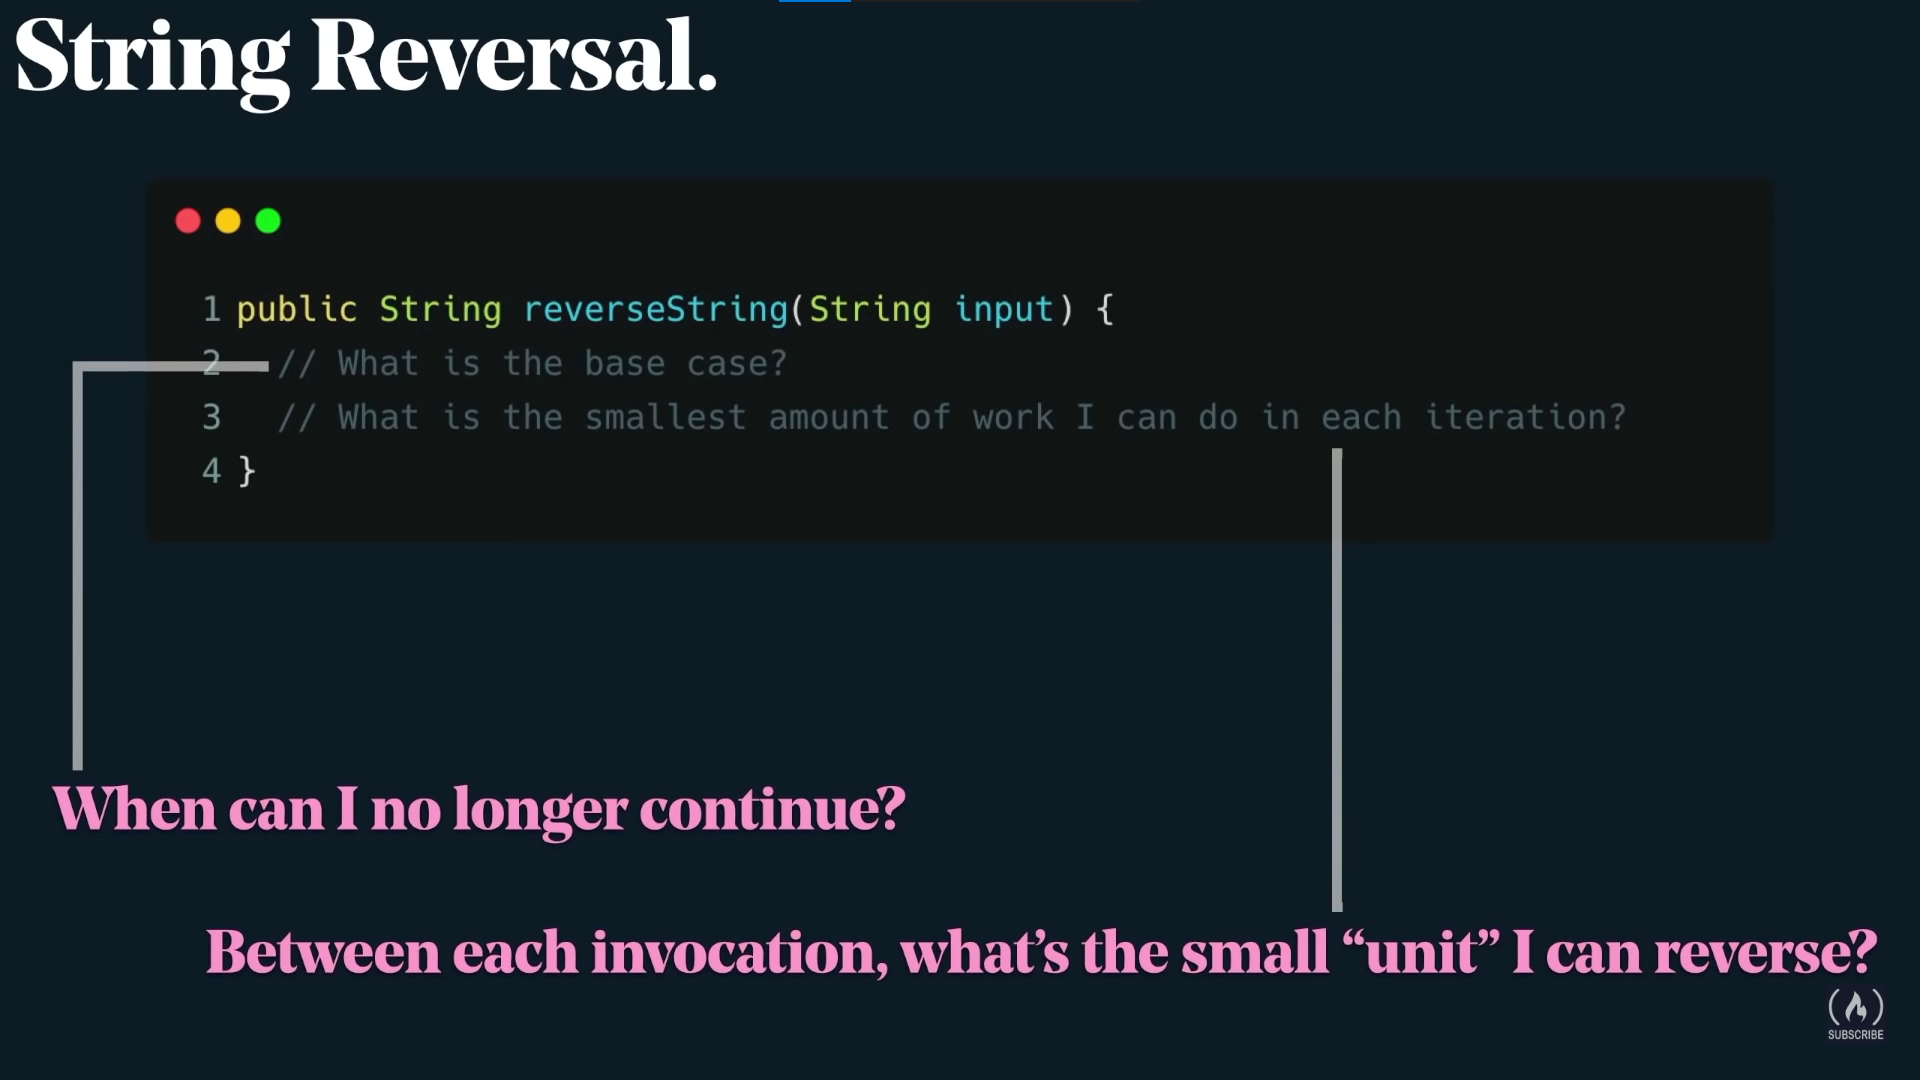 String Reversal.
1 public String reverseString(String input) {
2 // What is the base case?
3 // What is the smallest amount of work I can do in each iteration?
4 }
When can I no longer continue?
Between each invocation, what’s the small “unit” I can reverse?
SUBSCRIBE